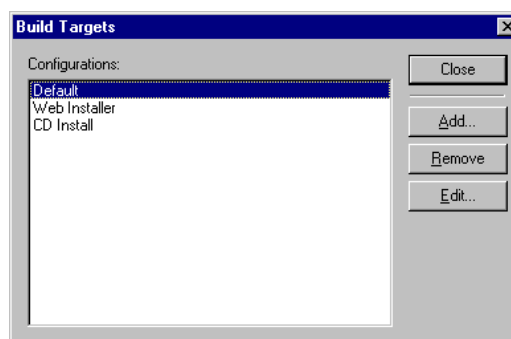 Build Targets
Configurations:
Default
Web Installer
CD Install
Close
Add...
Remove
Edit...